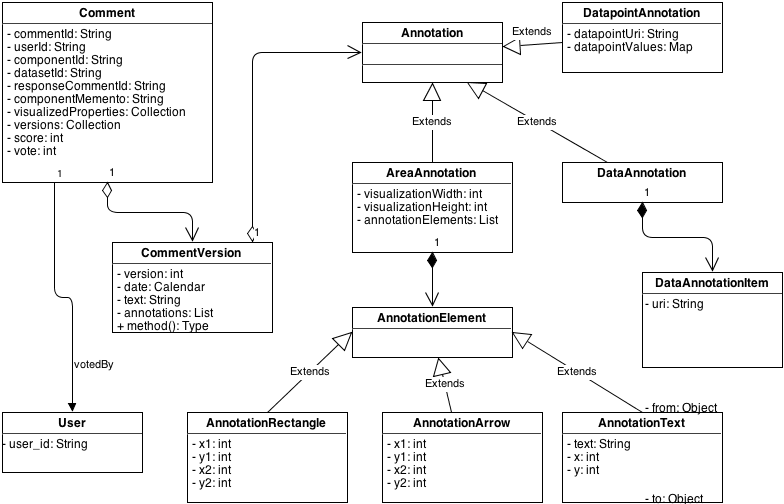 Comment
- commentId: String
- userId: String
- componentId: String
- datasetId: String
- responseCommentId: String
- componentMemento: String
- visualizedProperties: Collection
- versions: Collection
- score: int
- vote: int
1
1
Annotation
Extends
DatapointAnnotation
- datapointUri: String
- datapointValues: Map
Extends
Extends
AreaAnnotation
- visualizationWidth: int
- visualizationHeight: int
- annotationElements: List
1
DataAnnotation
1
1
CommentVersion
- version: int
- date: Calendar
- text: String
- annotations: List
+ method(): Type
DataAnnotationItem
- uri: String
AnnotationElement
votedBy
Extends
Extends
Extends
- from: Object
User
- user_id: String
AnnotationRectangle
- x1: int
- y1: int
- x2: int
- y2: int
AnnotationArrow
- x1: int
- y1: int
- x2: int
- y2: int
AnnotationText
- text: String
- x: int
- y: int
- to: Object